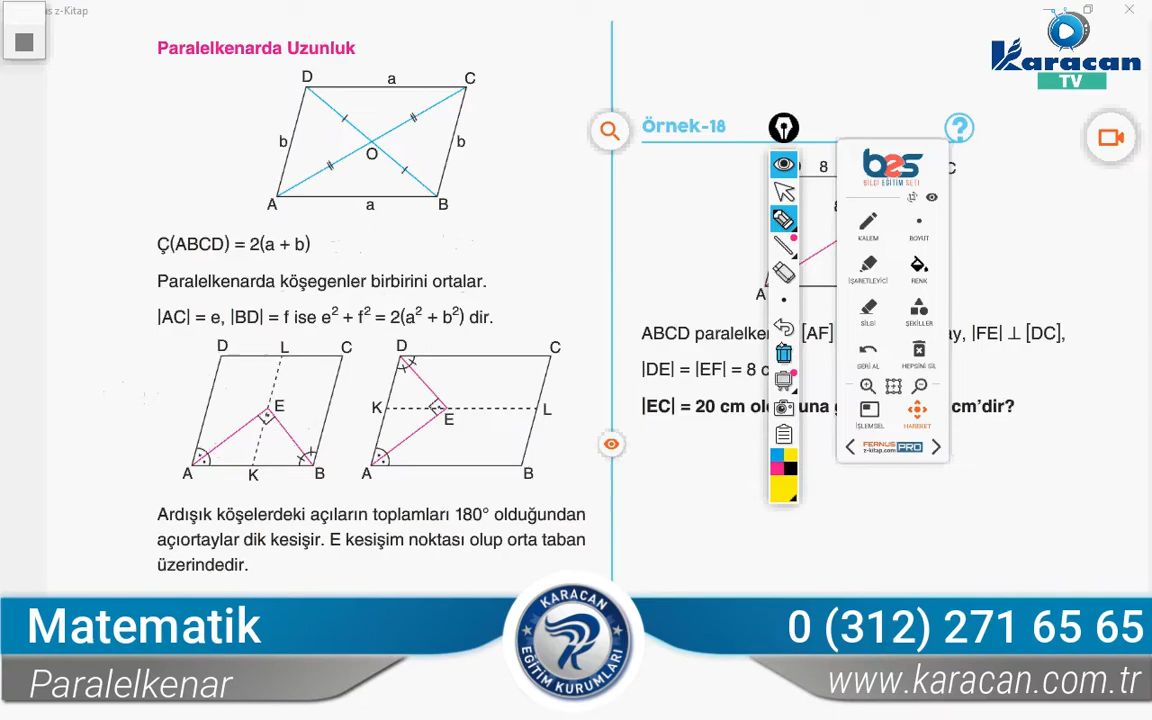 us z-Kitap
Karacan
TV
Paralelkenarda Uzunluk
D a C
b b
O
A a B
Ç(ABCD) = 2(a + b)
Paralelkenarda köşegenler birbirini ortalar.
|AC| = e, |BD| = f ise e² + f² = 2(a² + b²) dir.
D L C
E
A K B
D C
K L
E
A B
Ardışık köşelerdeki açıların toplamları 180° olduğundan
açıortaylar dik kesişir. E kesişim noktası olup orta taban
üzerindedir.
Örnek-18
?
8 C
A
ABCD paralelken [AF] ay, |FE| ⊥ [DC],
|DE| = |EF| = 8 c
|EC| = 20 cm ol una cm'dir?
b2s
BİLGİ EĞİTİM SETİ
KALEM BOYUT
İŞARETLEYİCİ RENK
SİLGİ ŞEKİLLER
GERİ AL HEPSİNİ SİL
İŞLEMSEL HAREKET
FERNUS
z-kitap.com PRO
Matematik
Paralelkenar
KARACAN
EĞİTİM KURUMLARI
0 (312) 271 65 65
www.karacan.com.tr